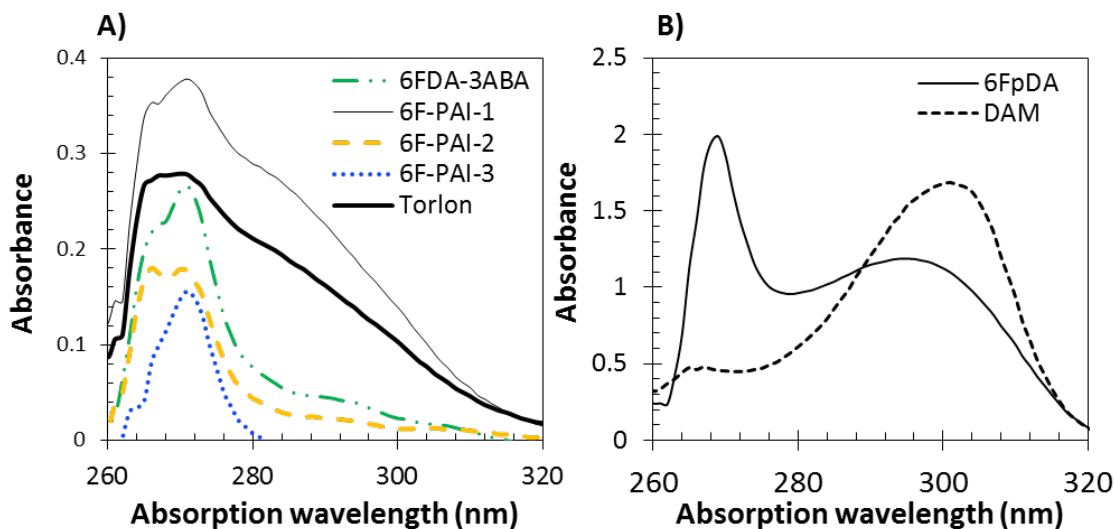 A)
0.4
0.3
0.2
0.1
0
Absorbance
260
280
300
320
Absorption wavelength (nm)
6FDA-3ABA
6F-PAI-1
6F-PAI-2
6F-PAI-3
Torlon
B)
2.5
2
1.5
1
0.5
0
Absorbance
260
280
300
320
Absorption wavelength (nm)
6FpDA
DAM